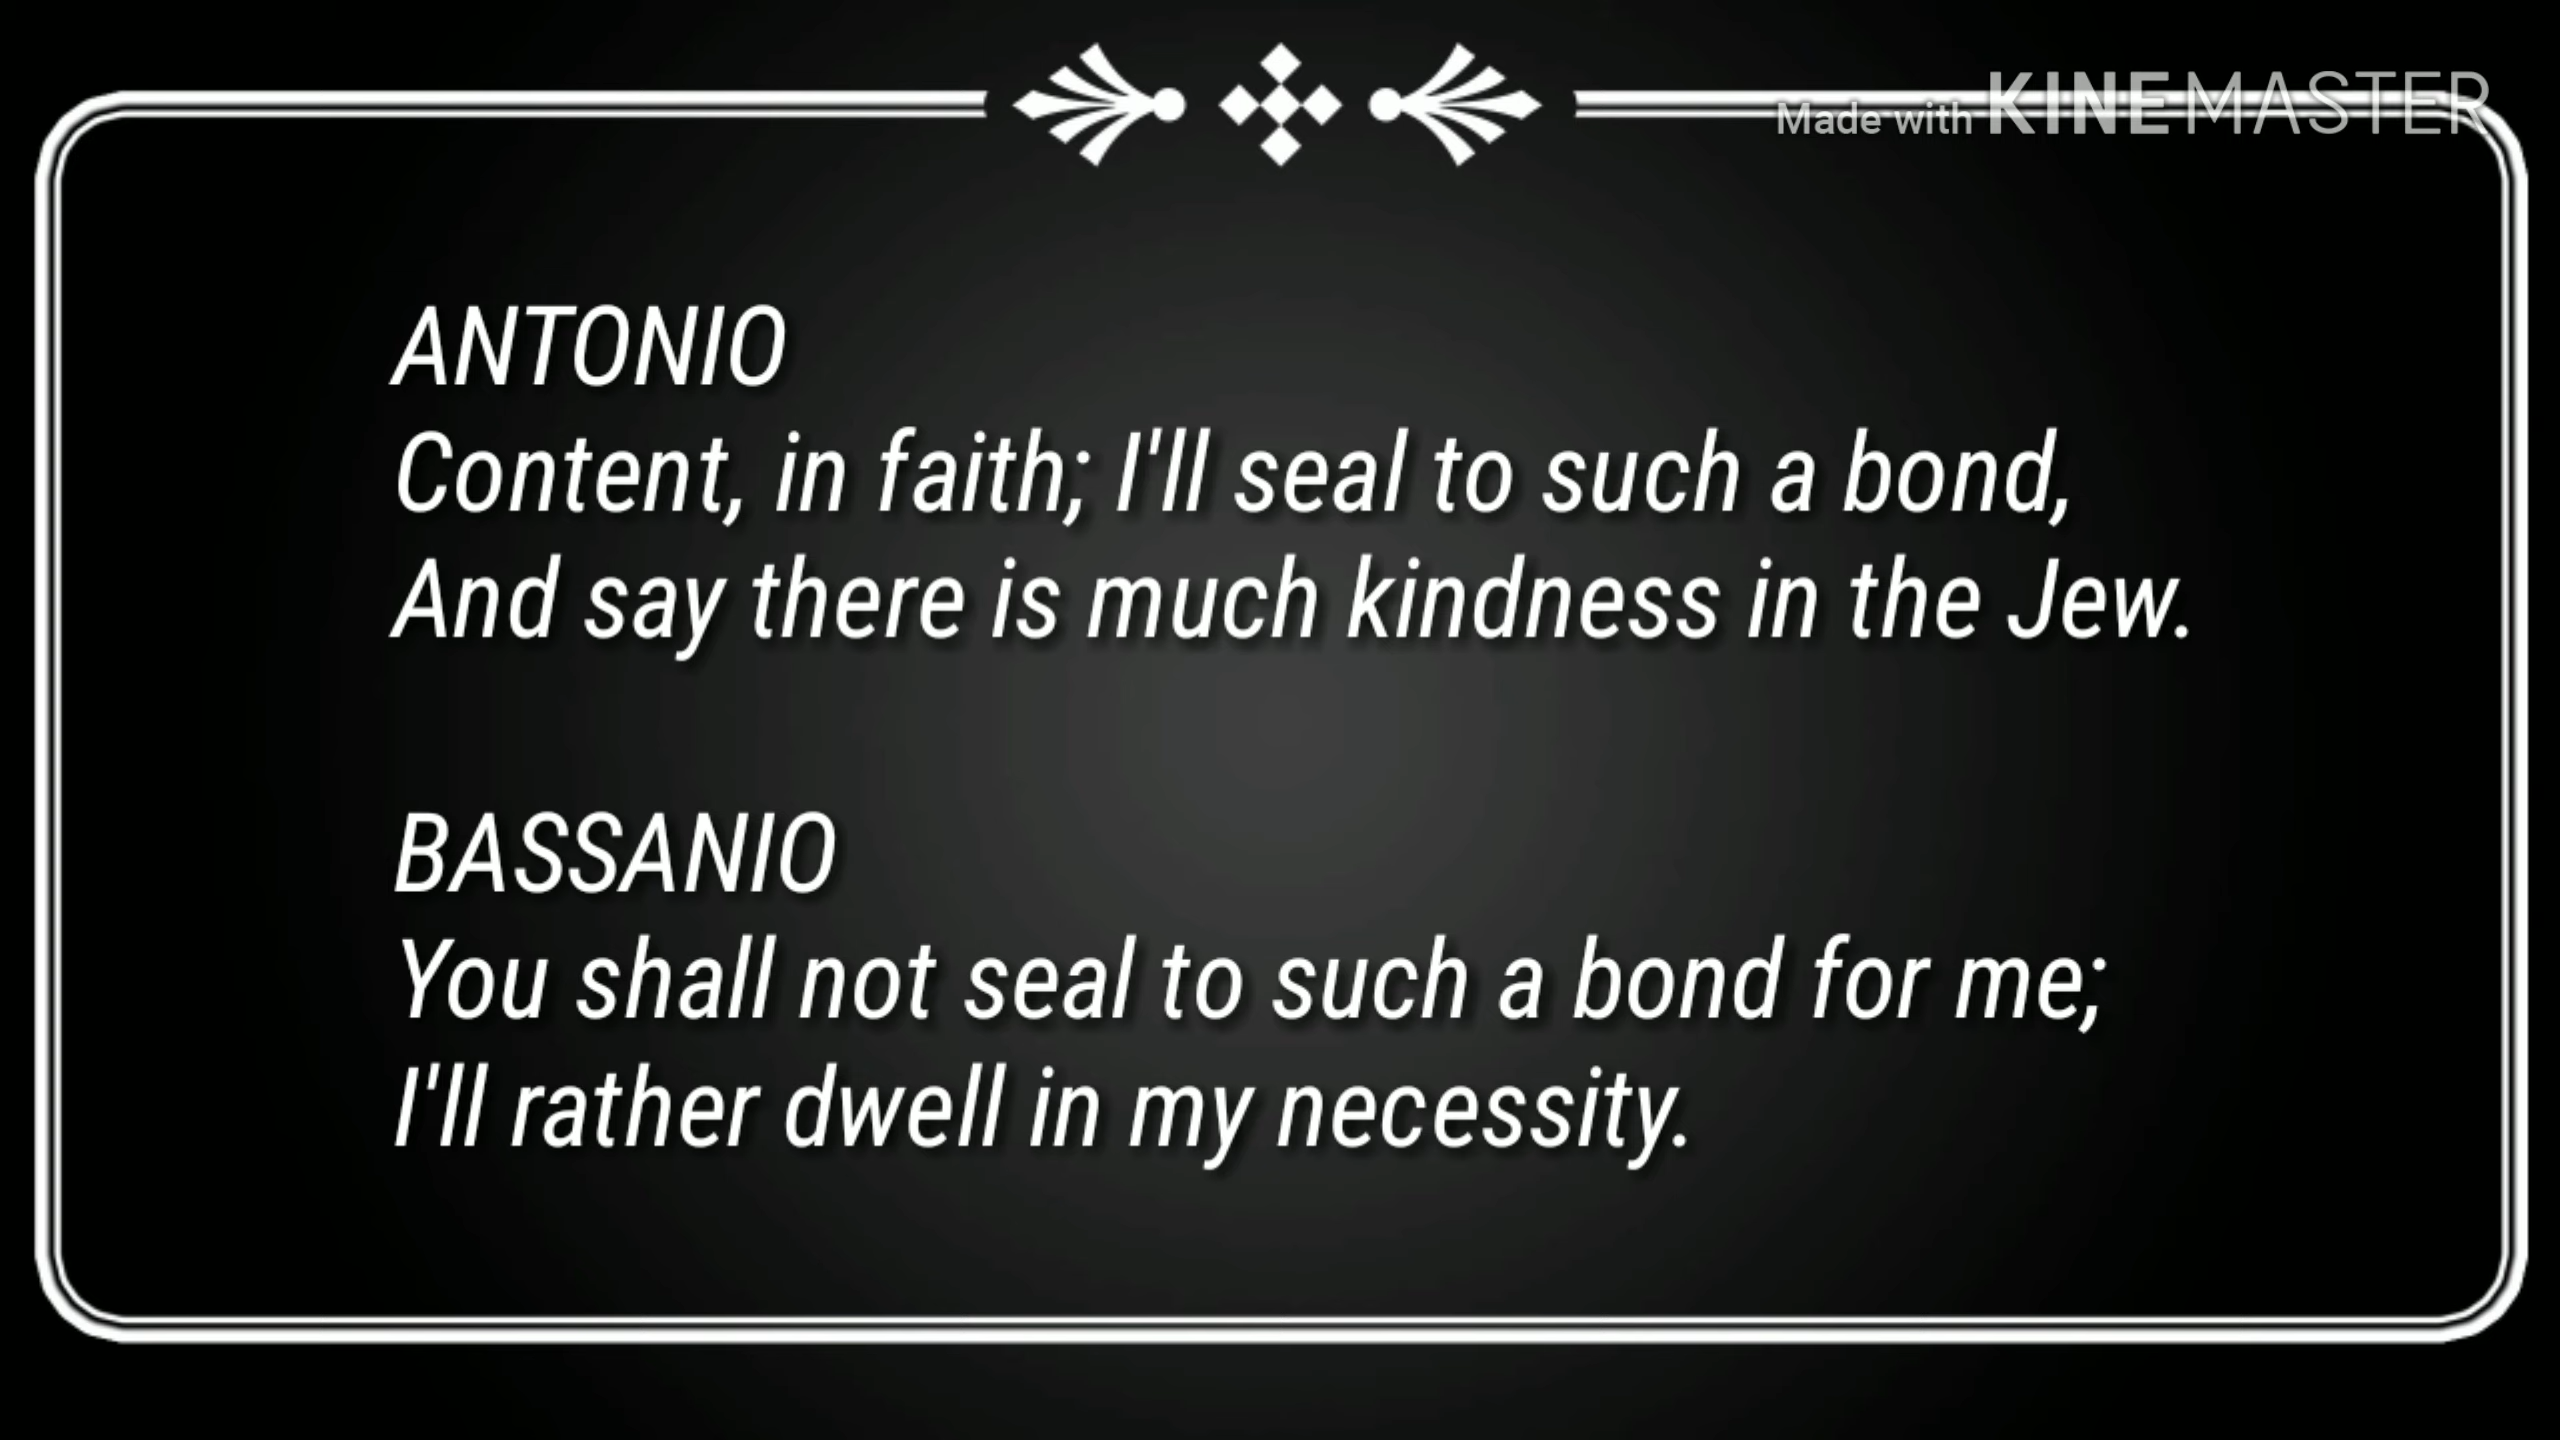 Made with KINEMASTER
ANTONIO
Content, in faith; I'll seal to such a bond,
And say there is much kindness in the Jew.
BASSANIO
You shall not seal to such a bond for me;
I'll rather dwell in my necessity.